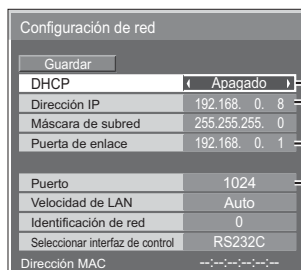 Configuración de red
Guardar
DHCP Apagado
Dirección IP 192.168. 0. 8
Máscara de subred 255.255.255. 0
Puerta de enlace 192.168. 0. 1
Puerto 1024
Velocidad de LAN Auto
Identificación de red 0
Seleccionar interfaz de control RS232C
Dirección MAC --:--:--:--:--:--